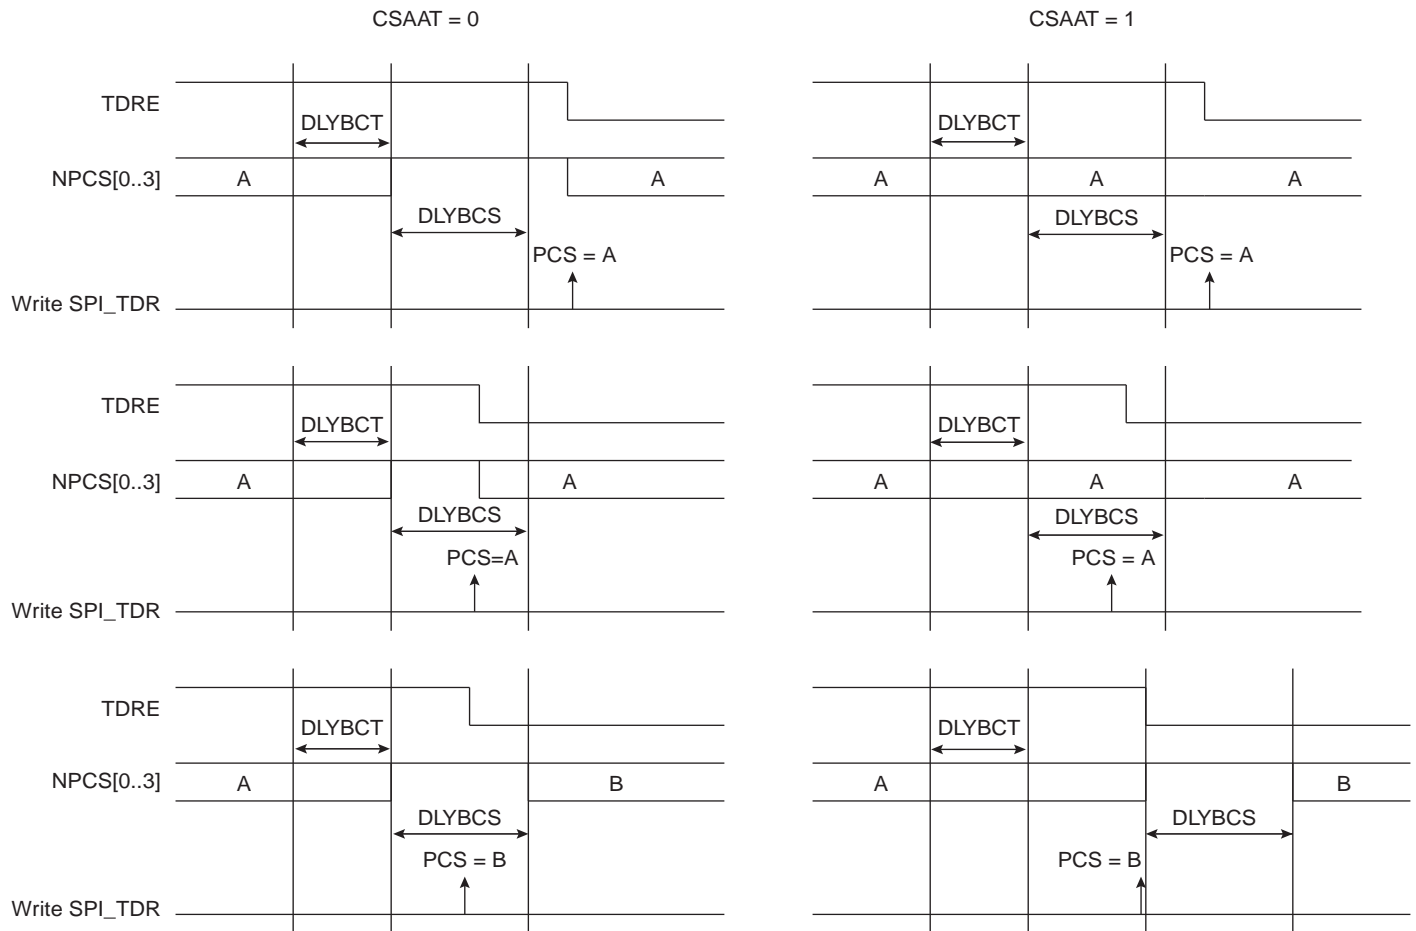 CSAAT = 0 CSAAT = 1
TDRE
DLYBCT DLYBCT
NPCS[0..3] A A A A A
DLYBCS DLYBCS
PCS = A PCS = A
Write SPI_TDR
TDRE
DLYBCT DLYBCT
NPCS[0..3] A A A A A
DLYBCS DLYBCS
PCS=A PCS = A
Write SPI_TDR
TDRE
DLYBCT DLYBCT
NPCS[0..3] A B A B
DLYBCS DLYBCS
PCS = B PCS = B
Write SPI_TDR